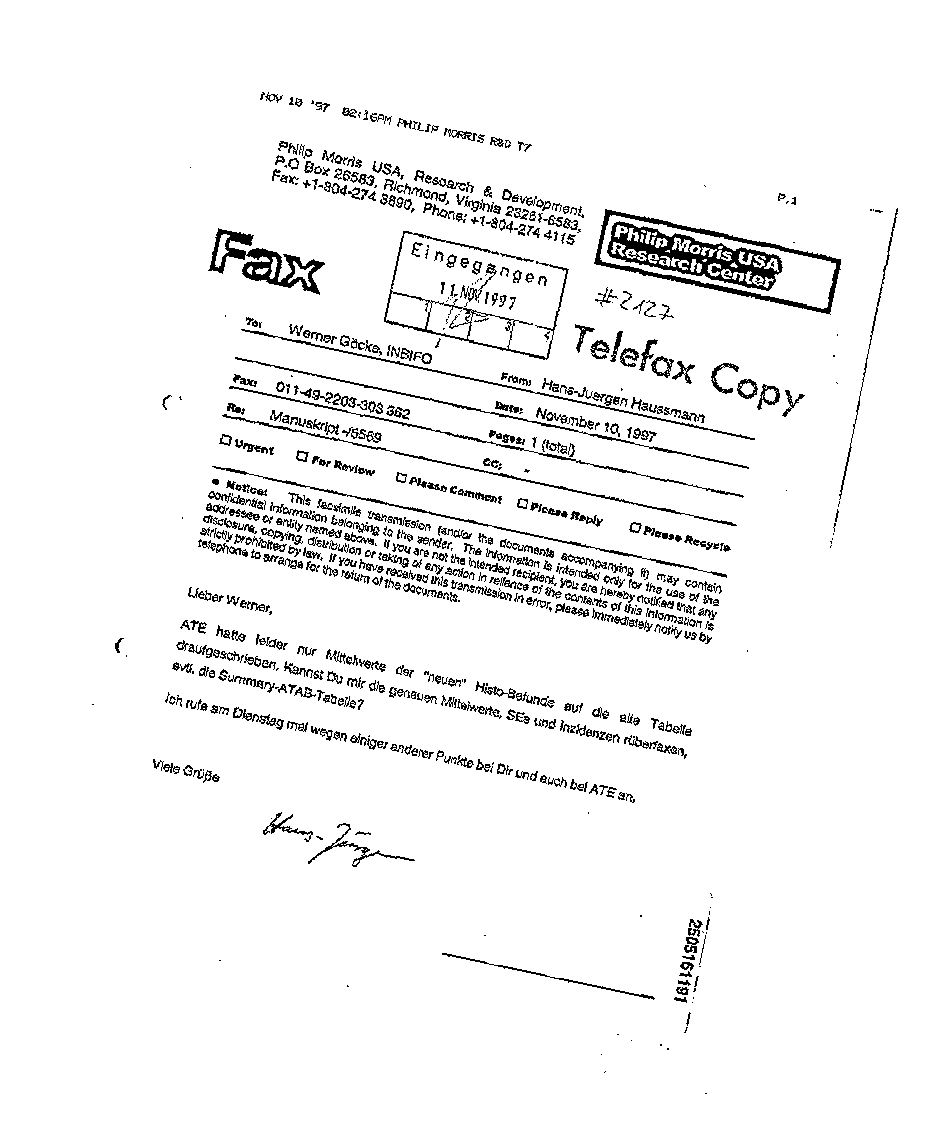 NOV 10 '97 02:16PM PHILIP MORRIS R&D T7
P.1
Philip Morris USA, Research & Development,
P.O Box 26583, Richmond, Virginia 23261-6583,
Fax: +1-804-274 3890, Phone: +1-804-274 4115
Philip Morris USA
Research Center
Fax
Eingegangen
11. NOV. 1997
1 2 3 4
#2127
Telefax Copy
To: Werner Göcke, INBIFO
From: Hans-Juergen Haussmann
Fax: 011-49-2203-303 362
Date: November 10, 1997
Re: Manuskript -/5569
Pages: 1 (total)
CC: -
☐ Urgent ☐ For Review ☐ Please Comment ☐ Please Reply ☐ Please Recycle
● Notice: This facsimile transmission (and/or the documents accompanying it) may contain
confidential information belonging to the sender. The information is intended only for the use of the
addressee or entity named above. If you are not the intended recipient, you are hereby notified that any
disclosure, copying, distribution or taking of any action in reliance of the contents of this information is
strictly prohibited by law. If you have received this transmission in error, please immediately notify us by
telephone to arrange for the return of the documents.
Lieber Werner,
ATE hatte leider nur Mittelwerte der "neuen" Histo-Befunde auf die alte Tabelle
draufgeschrieben. Kannst Du mir die genauen Mittelwerte, SEs und Inzidenzen rüberfaxen,
evtl. die Summary-ATAB-Tabelle?
Ich rufe am Dienstag mal wegen einiger anderer Punkte bei Dir und auch bei ATE an.
Viele Grüße
Hans-Jürgen
2505161191